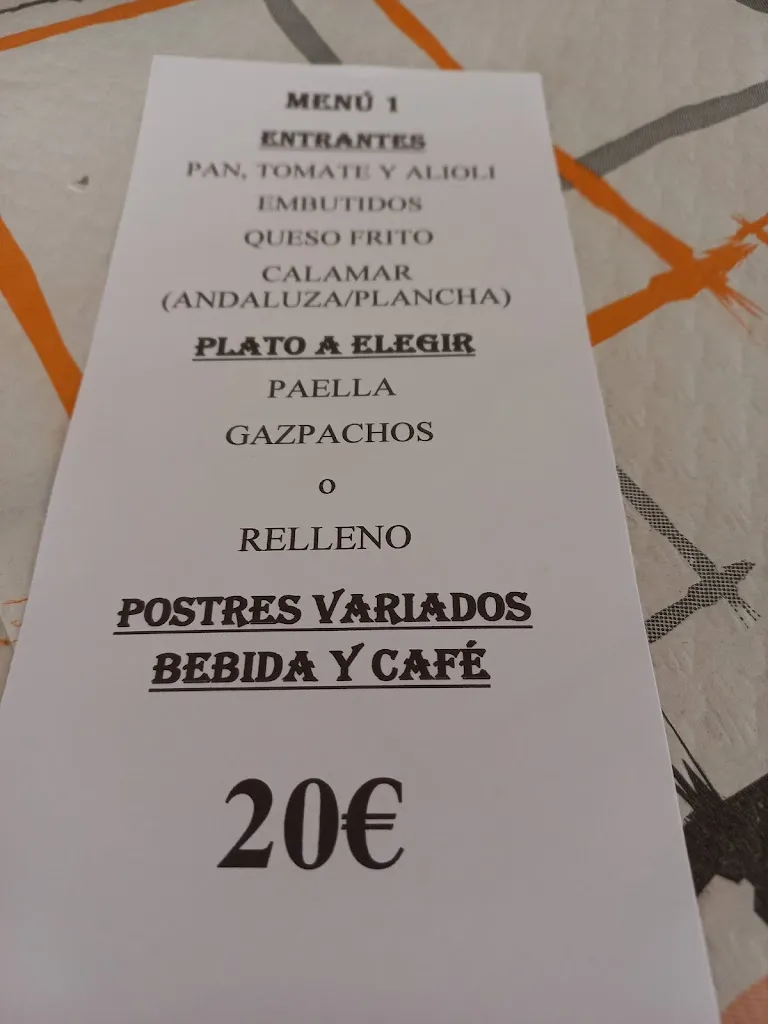 MENÚ 1
ENTRANTES
PAN, TOMATE Y ALIOLI
EMBUTIDOS
QUESO FRITO
CALAMAR
(ANDALUZA/PLANCHA)
PLATO A ELEGIR
PAELLA
GAZPACHOS
O
RELLENO
POSTRES VARIADOS
BEBIDA Y CAFÉ
20€